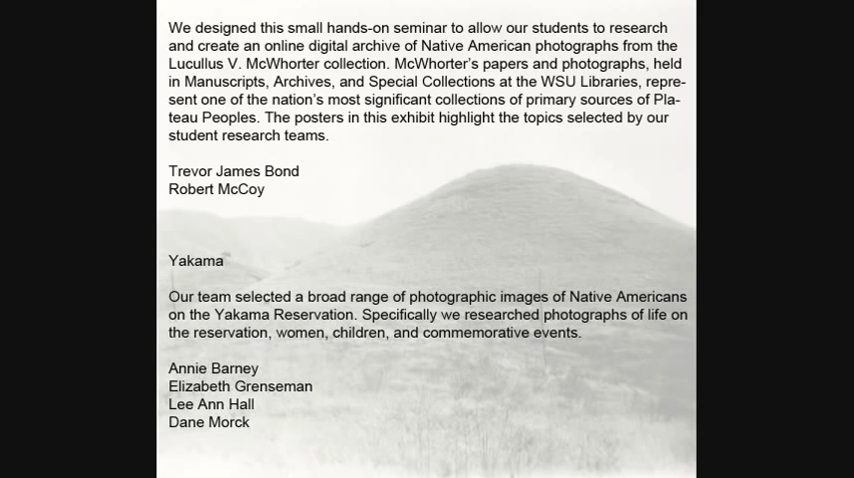 We designed this small hands-on seminar to allow our students to research
and create an online digital archive of Native American photographs from the
Lucullus V. McWhorter collection. McWhorter's papers and photographs, held
in Manuscripts, Archives, and Special Collections at the WSU Libraries, repre-
sent one of the nation's most significant collections of primary sources of Pla-
teau Peoples. The posters in this exhibit highlight the topics selected by our
student research teams.
Trevor James Bond
Robert McCoy
Yakama
Our team selected a broad range of photographic images of Native Americans
on the Yakama Reservation. Specifically we researched photographs of life on
the reservation, women, children, and commemorative events.
Annie Barney
Elizabeth Grenseman
Lee Ann Hall
Dane Morck